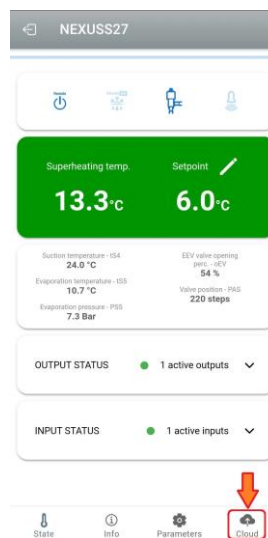 NEXUSS27
Superheating temp.
Setpoint
13.3°C
6.0°C
Suction temperature - IS4
24.0 °C
Evaporation temperature - IS5
10.7 °C
Evaporation pressure - PS5
7.3 Bar
EEV valve opening
perc. - oEV
54 %
Valve position - PAS
220 steps
OUTPUT STATUS
1 active outputs
INPUT STATUS
1 active inputs
State
Info
Parameters
Cloud